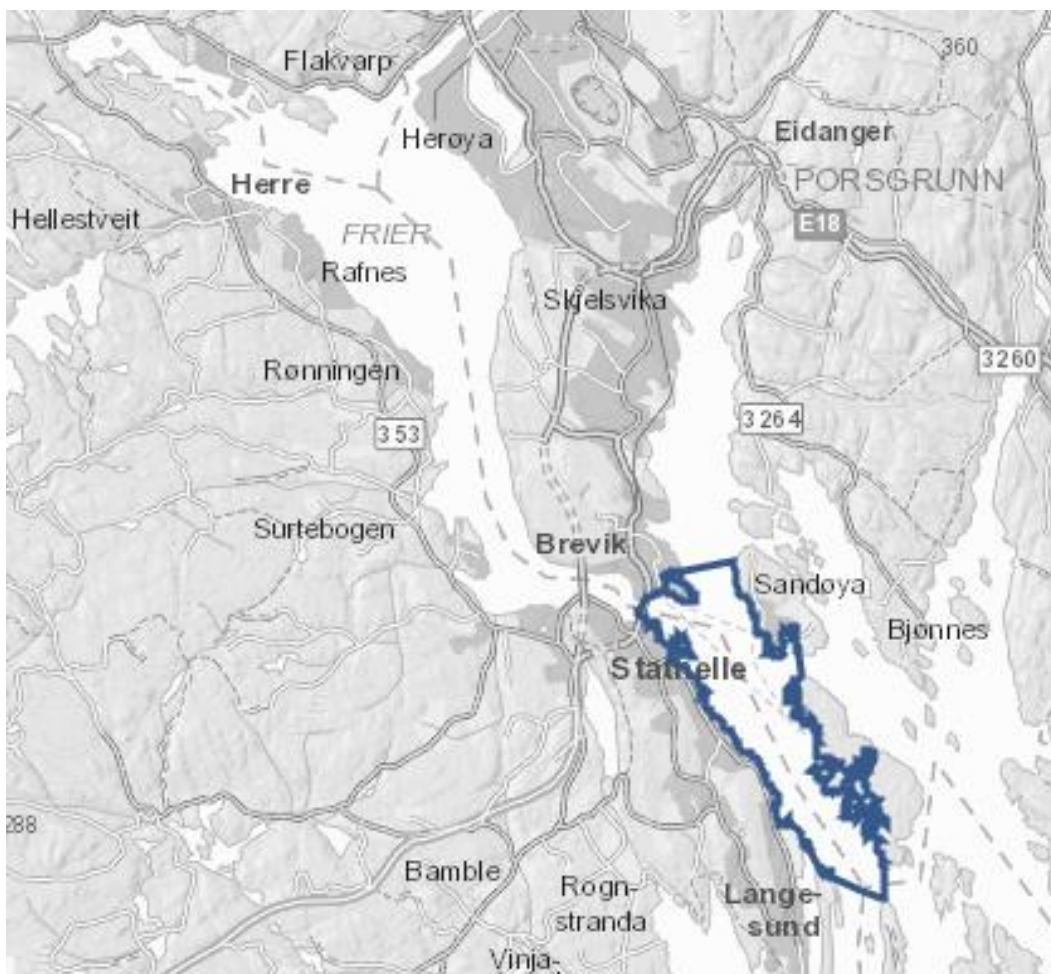 360
Flakvarp
Eidanger
Herøya
PORSGRUNN
Herre
Hellestveit
E18
FRIER
Rafnes
Skjelsvika
3260
Rønningen
3264
353
Surtebogen
Brevik
Sandøya
Bjønnes
Stathelle
288
Bamble
Rogn-
stranda
Lange-
sund
Vinja-